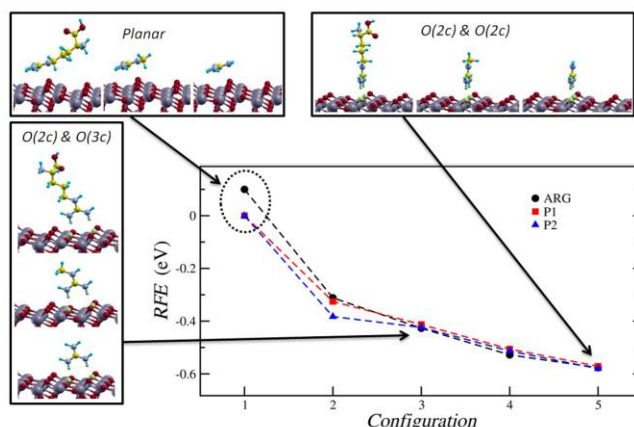 Planar
O(2c) & O(2c)
O(2c) & O(3c)
ARG
P1
P2
0
-0.2
-0.4
-0.6
RFE (eV)
1
2
3
4
5
Configuration